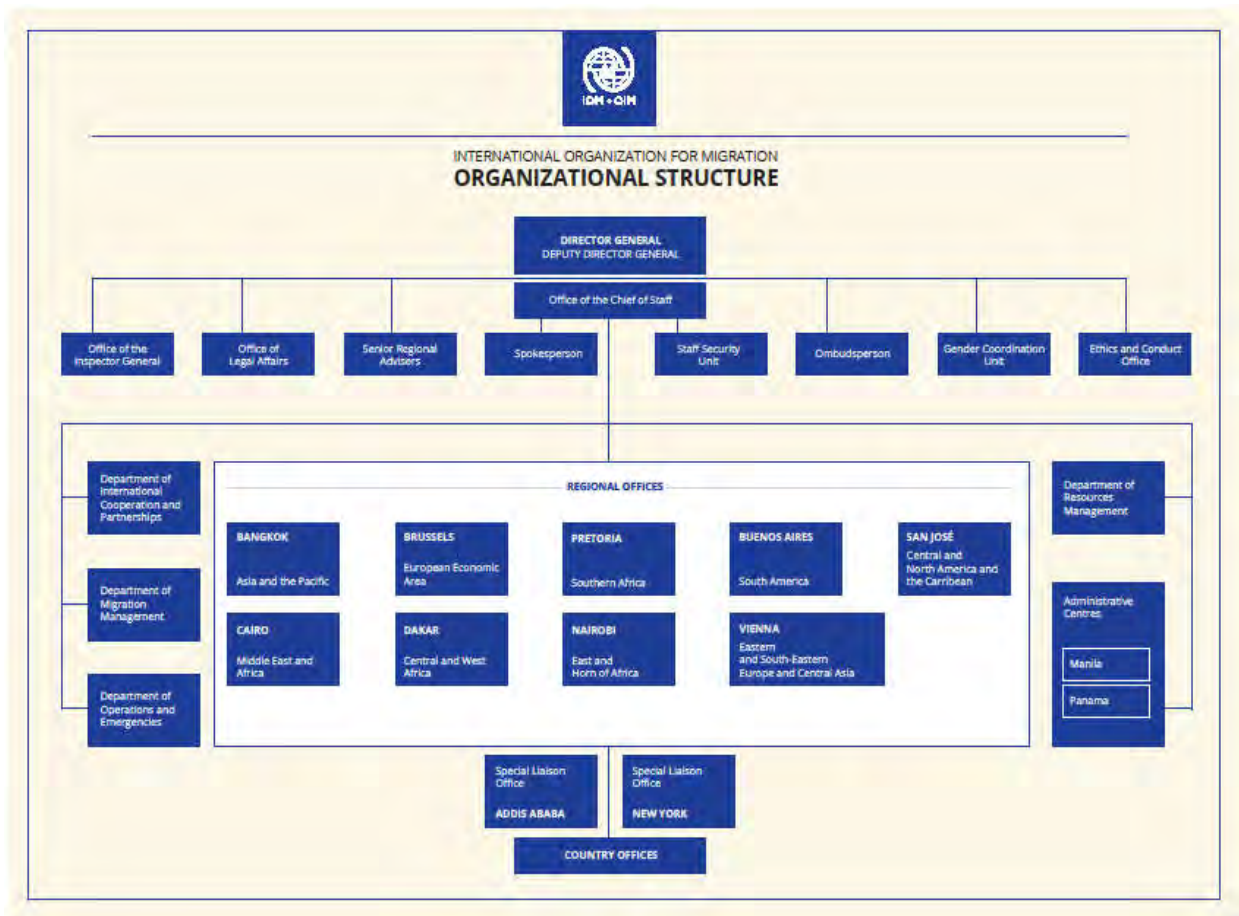 IOM • OIM
INTERNATIONAL ORGANIZATION FOR MIGRATION
ORGANIZATIONAL STRUCTURE
DIRECTOR GENERAL
DEPUTY DIRECTOR GENERAL
Office of the Chief of Staff
Office of the
Inspector General
Office of
Legal Affairs
Senior Regional
Advisors
Spokesperson
Staff Security
Unit
Ombudsperson
Gender Coordination
Unit
Ethics and Conduct
Office
Department of
International
Cooperation and
Partnerships
Department of
Migration
Management
Department of
Operations and
Emergencies
REGIONAL OFFICES
BANGKOK
Asia and the Pacific
BRUSSELS
European Economic
Area
PRETORIA
Southern Africa
BUENOS AIRES
South America
SAN JOSÉ
Central and
North America and
the Carribean
CAIRO
Middle East and
Africa
DAKAR
Central and West
Africa
NAIROBI
East and
Horn of Africa
VIENNA
Eastern
and South-Eastern
Europe and Central Asia
Department of
Resources
Management
Administrative
Centres
Manila
Panama
Special Liaison
Office
ADDIS ABABA
Special Liaison
Office
NEW YORK
COUNTRY OFFICES